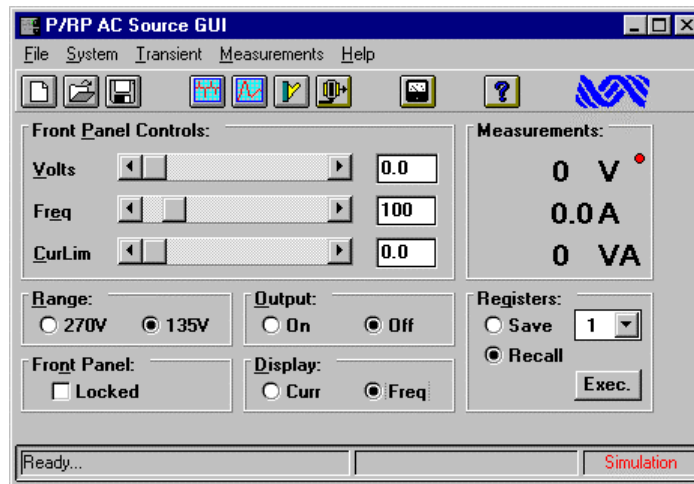 P/RP AC Source GUI
File System Transient Measurements Help
Front Panel Controls:
Volts 0.0
Freq 100
CurLim 0.0
Measurements:
0 V
0.0 A
0 VA
Range:
270V 135V
Output:
On Off
Registers:
Save 1
Recall
Exec.
Front Panel:
Locked
Display:
Curr Freq
Ready... Simulation